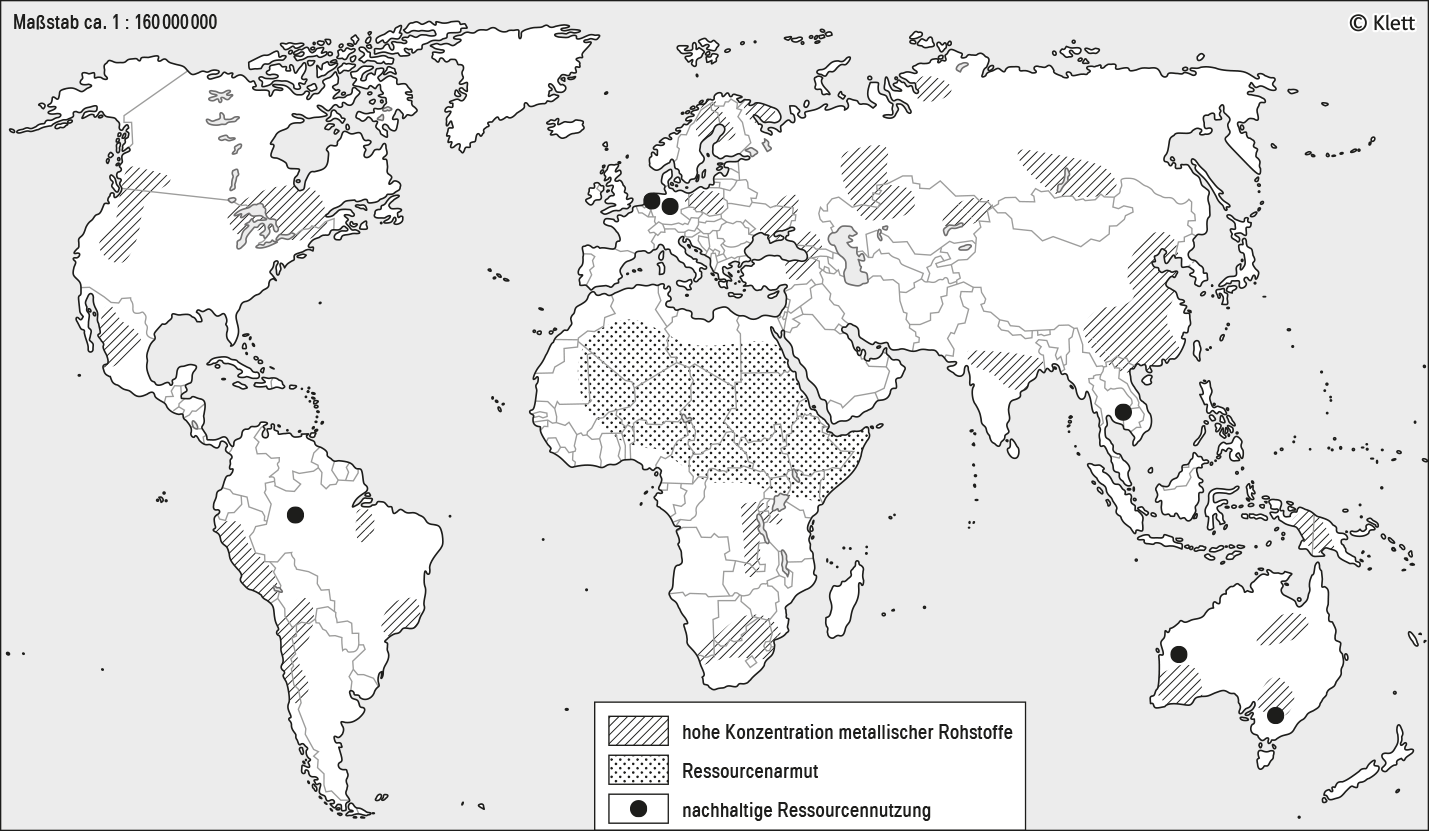 Maßstab ca. 1 : 160 000 000
© Klett
hohe Konzentration metallischer Rohstoffe
Ressourcenarmut
nachhaltige Ressourcennutzung